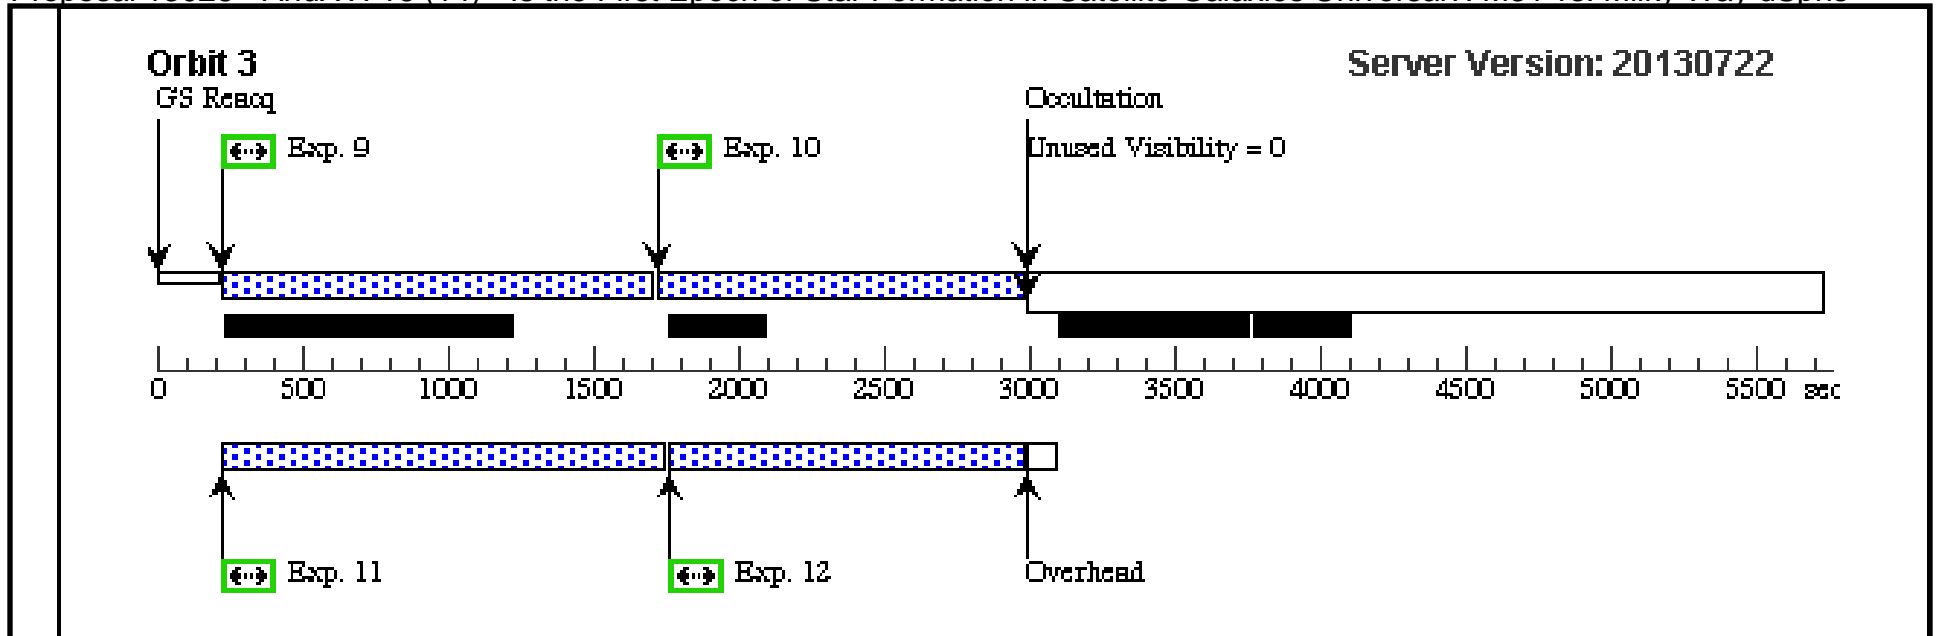 Orbit 3
Server Version: 20130722
GS Reacq
Occultation
Exp. 9
Exp. 10
Unused Visibility = 0
0 500 1000 1500 2000 2500 3000 3500 4000 4500 5000 5500 sec
Exp. 11
Exp. 12
Overhead